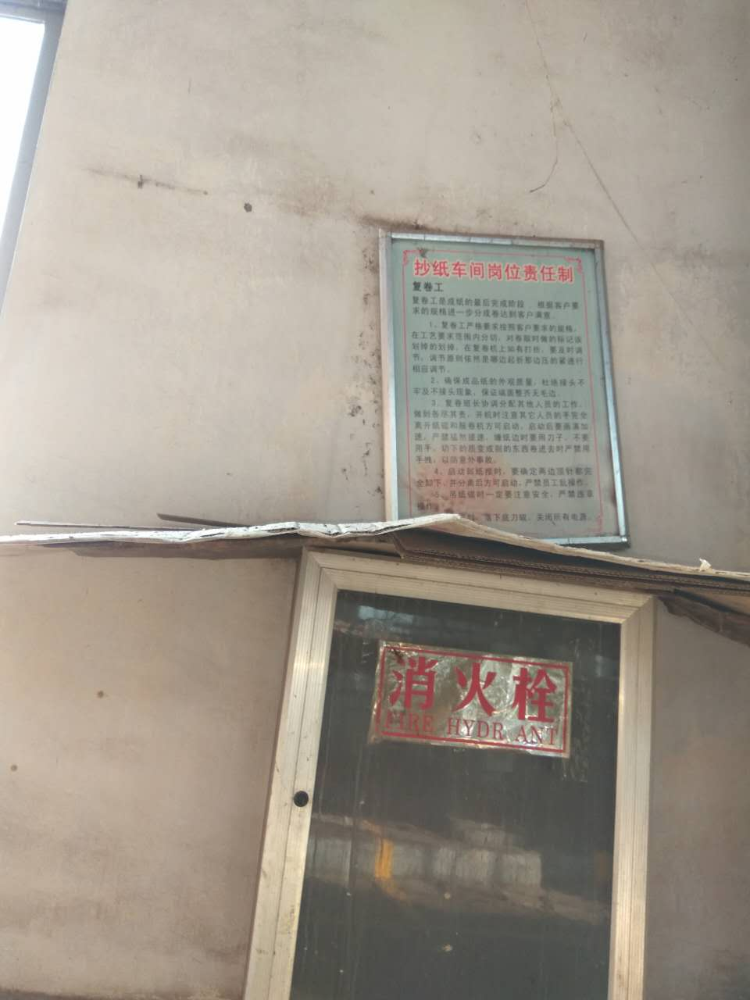 抄纸车间岗位责任制
复卷工
复卷工是成纸的最后完成阶段，根据客户要
求的规格进一步分成卷达到客户满意。
1、复卷工严格要求按照客户要求的规格，
在工艺要求范围内分切，对卷取时做的标记该
划掉的划掉，在复卷机上如有打折，要及时调
节，调节原则依然是哪边起折那边压的紧进行
相应调节。
2、确保成品纸的外观质量，杜绝接头不
牢及不接头现象，保证端面整齐无毛边。
3、复卷班长协调分配其他人员的工作，
做到各尽其责，开机时注意其它人员的手完全
离开纸辊和复卷机方可启动，启动后要画满加
速，严禁猛然提速，缠纸边时要用刀子，不要
用手，切下的纸变或别的东西卷进去时严禁用
手拽，以防意外事故。
4、启动卸纸捏时，要确定两边顶针都完
全卸下，并分离后方可启动，严禁员工乱操作。
5、吊纸辊时一定要注意安全，严禁违章
操作。
时，落下底刀辊，关闭所有电源。
消火栓
FIRE HYDR ANT